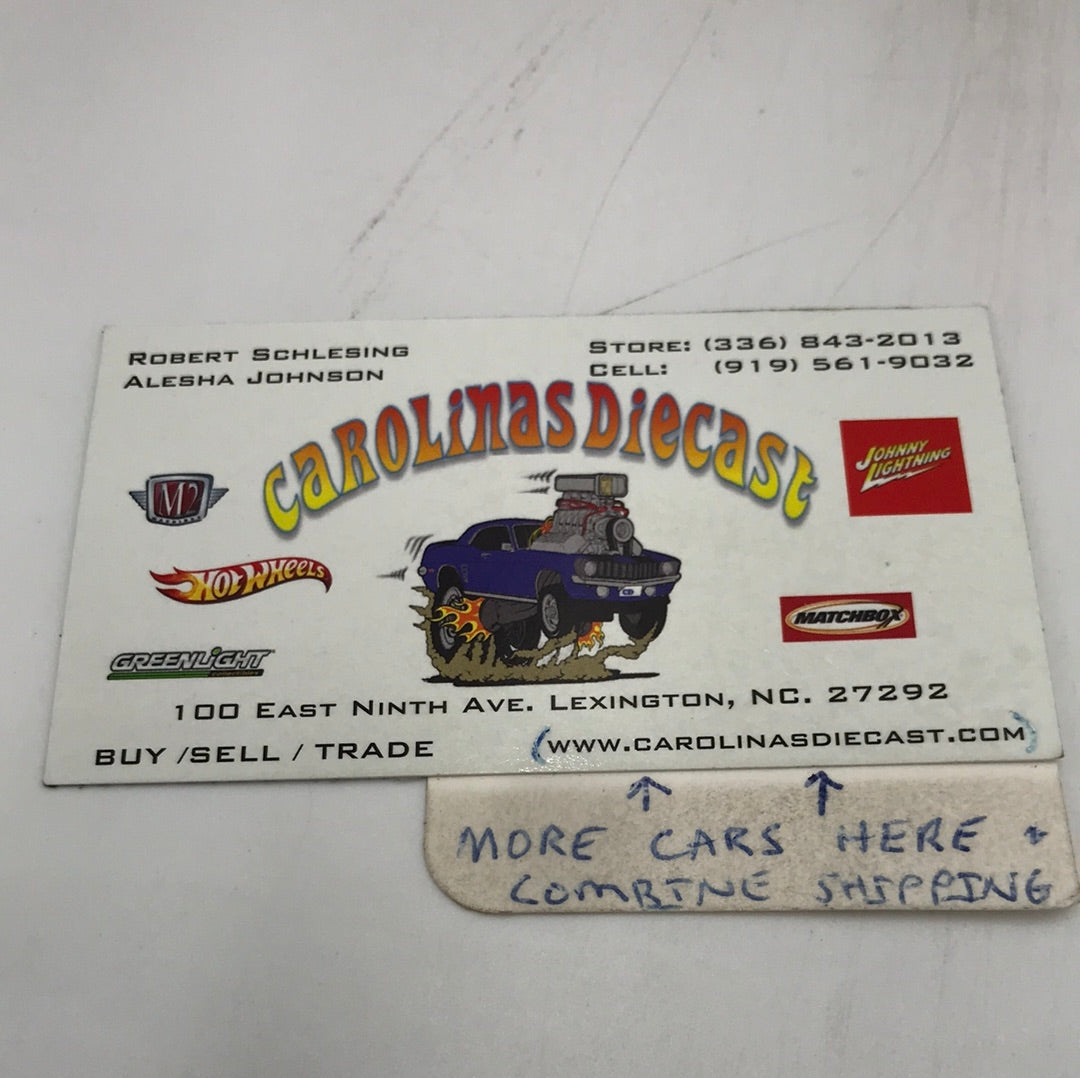 ROBERT SCHLESING
ALESHA JOHNSON
STORE: (336) 843-2013
CELL: (919) 561-9032
CAROLINAS DIECAST
M2
JOHNNY
LIGHTNING
HOT WHEELS
MATCHBOX
GREENLIGHT
100 EAST NINTH AVE. LEXINGTON, NC. 27292
BUY /SELL / TRADE
(WWW.CAROLINASDIECAST.COM)
MORE CARS HERE +
COMBINE SHIPPING